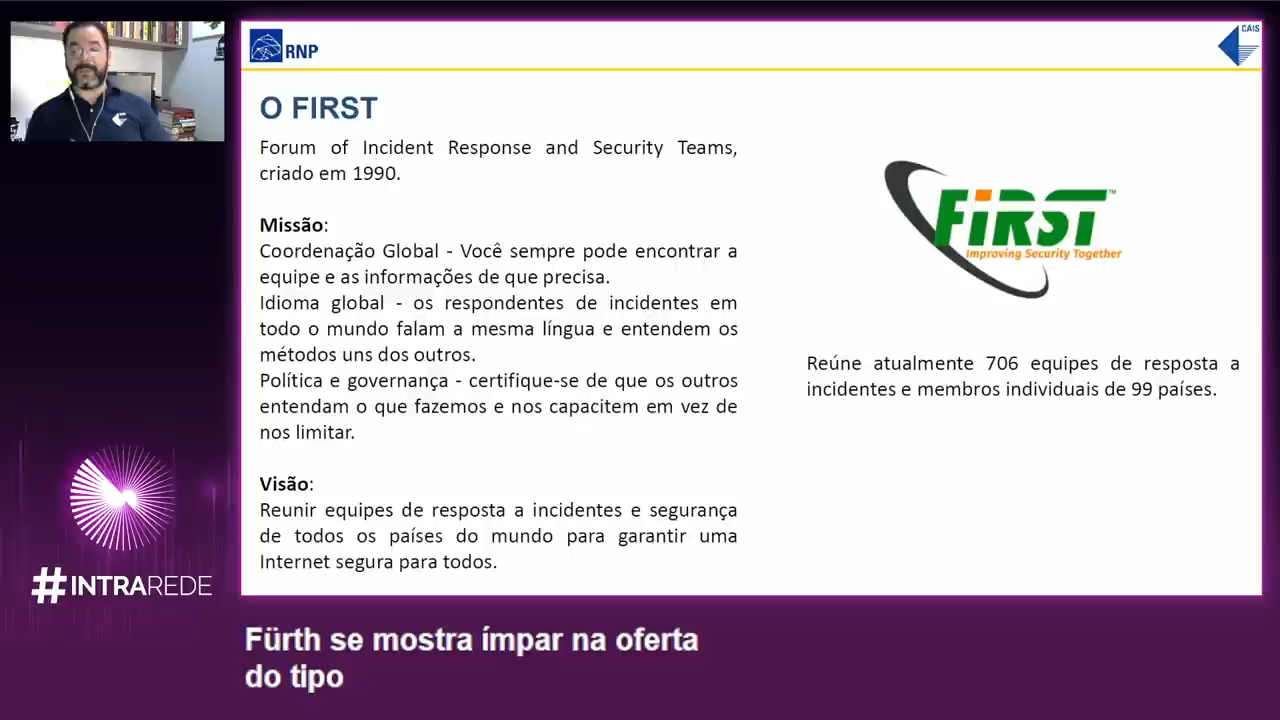 RNP
CAIS
O FIRST
Forum of Incident Response and Security Teams,
criado em 1990.
Missão:
Coordenação Global - Você sempre pode encontrar a
equipe e as informações de que precisa.
Idioma global - os respondentes de incidentes em
todo o mundo falam a mesma língua e entendem os
métodos uns dos outros.
Política e governança - certifique-se de que os outros
entendam o que fazemos e nos capacitem em vez de
nos limitar.
Visão:
Reunir equipes de resposta a incidentes e segurança
de todos os países do mundo para garantir uma
Internet segura para todos.
FiRST™
Improving Security Together
Reúne atualmente 706 equipes de resposta a
incidentes e membros individuais de 99 países.
#INTRAREDE
Fürth se mostra ímpar na oferta
do tipo